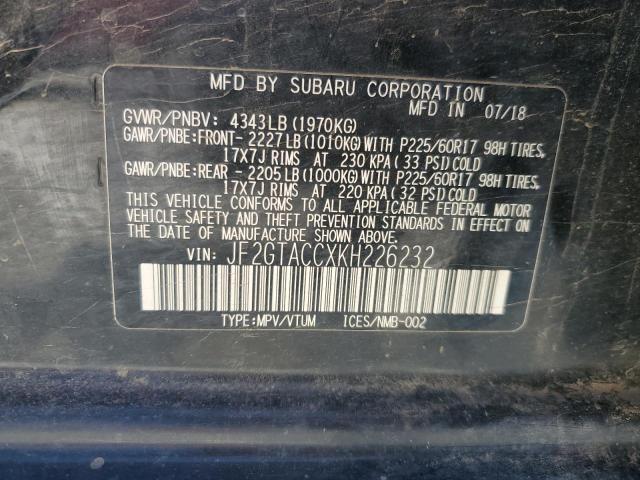 MFD BY SUBARU CORPORATION
MFD IN 07/18
GVWR/PNBV: 4343LB (1970KG)
GAWR/PNBE:FRONT- 2227LB (1010KG) WITH P225/60R17 98H TIRES,
17X7J RIMS AT 230 KPA (33 PSI) COLD
GAWR/PNBE:REAR - 2205LB (1000KG) WITH P225/60R17 98H TIRES,
17X7J RIMS AT 220 KPA (32 PSI) COLD
THIS VEHICLE CONFORMS TO ALL APPLICABLE FEDERAL MOTOR
VEHICLE SAFETY AND THEFT PREVENTION STANDARDS IN EFFECT ON
THE DATE OF MANUFACTURE SHOWN ABOVE.
VIN: JF2GTACCXKH226232
TYPE:MPV/VTUM ICES/NMB-002